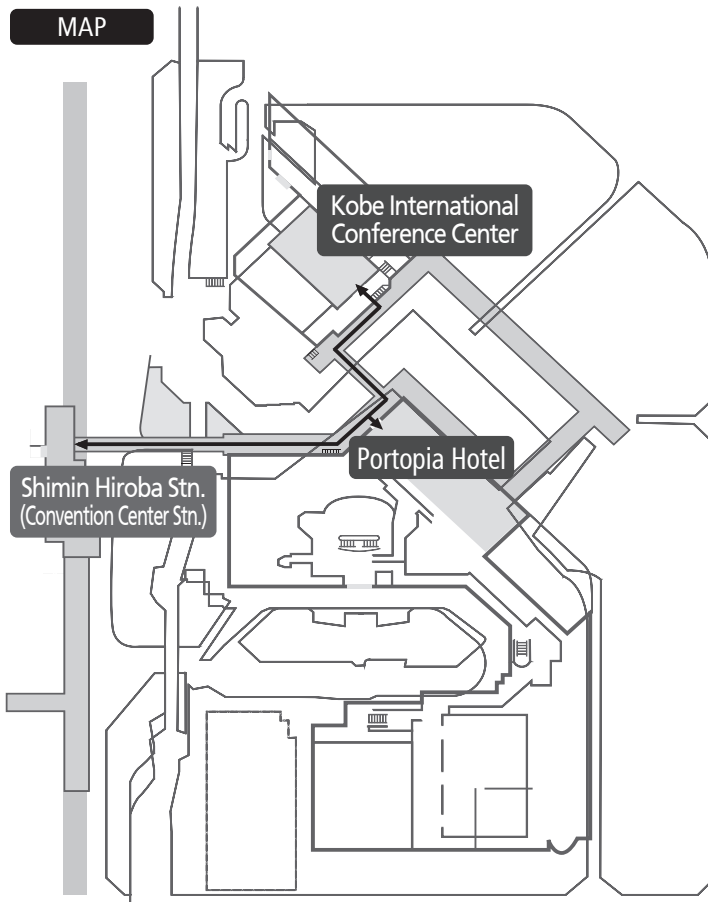 MAP
Kobe International
Conference Center
Portopia Hotel
Shimin Hiroba Stn.
(Convention Center Stn.)